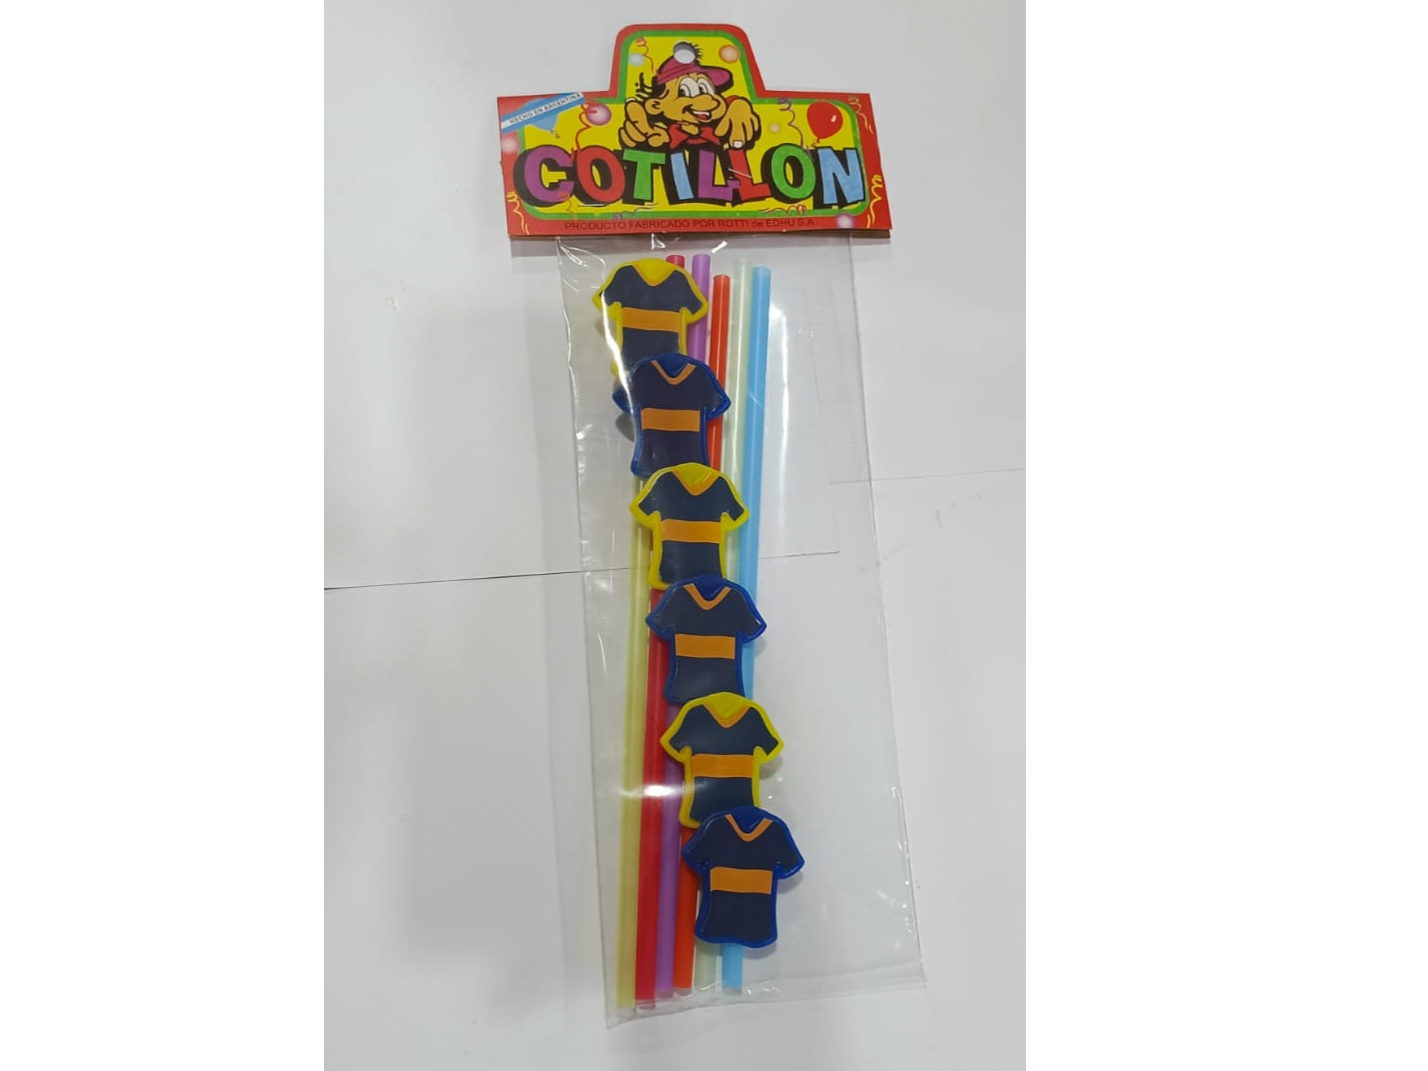 HECHO EN ARGENTINA
COTILLON
PRODUCTO FABRICADO POR ROTTI de EDHU S.A.